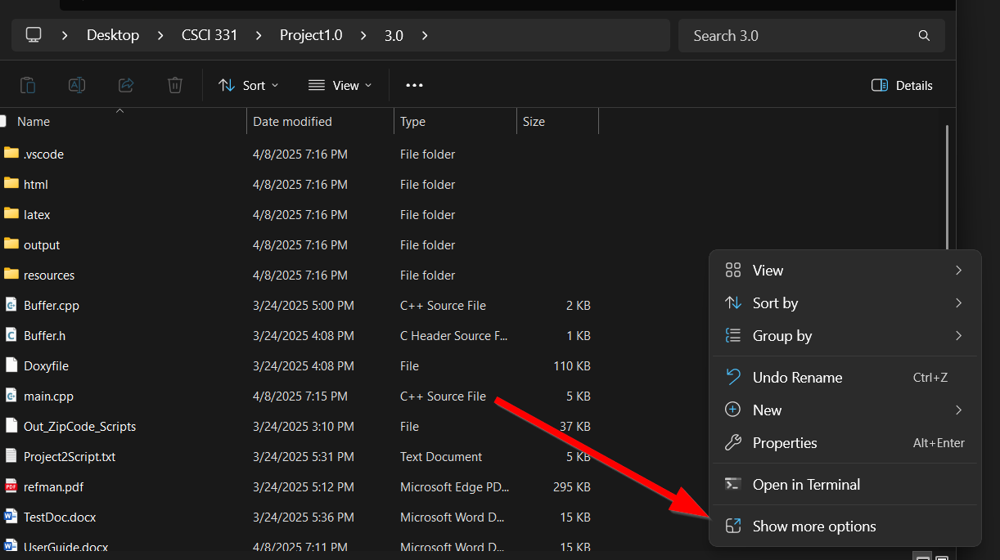 Desktop > CSCI 331 > Project1.0 > 3.0 >
Search 3.0
Sort
View
Details
Name Date modified Type Size
.vscode 4/8/2025 7:16 PM File folder
html 4/8/2025 7:16 PM File folder
latex 4/8/2025 7:16 PM File folder
output 4/8/2025 7:16 PM File folder
resources 4/8/2025 7:16 PM File folder
Buffer.cpp 3/24/2025 5:00 PM C++ Source File 2 KB
Buffer.h 3/24/2025 4:08 PM C Header Source F... 1 KB
Doxyfile 3/24/2025 4:08 PM File 110 KB
main.cpp 4/8/2025 7:15 PM C++ Source File 5 KB
Out_ZipCode_Scripts 3/24/2025 3:10 PM File 37 KB
Project2Script.txt 3/24/2025 5:31 PM Text Document 5 KB
refman.pdf 3/24/2025 5:12 PM Microsoft Edge PD... 295 KB
TestDoc.docx 3/24/2025 5:36 PM Microsoft Word D... 15 KB
UserGuide.docx 4/8/2025 7:11 PM Microsoft Word D... 15 KB
View
Sort by
Group by
Undo Rename Ctrl+Z
New
Properties Alt+Enter
Open in Terminal
Show more options